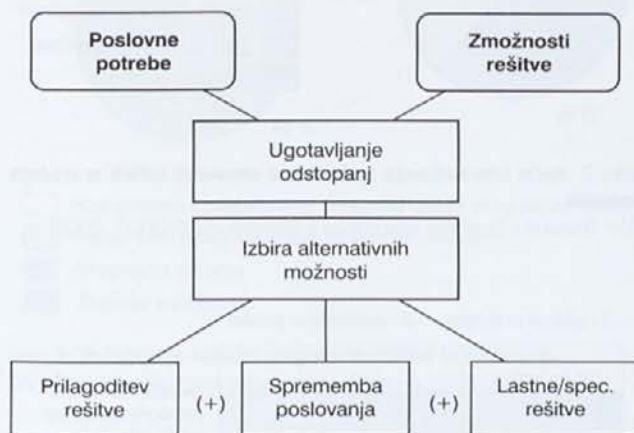 Poslovne
potrebe
Zmožnosti
rešitve
Ugotavljanje
odstopanj
Izbira alternativnih
možnosti
Prilagoditev
rešitve
(+)
Sprememba
poslovanja
(+)
Lastne/spec.
rešitve